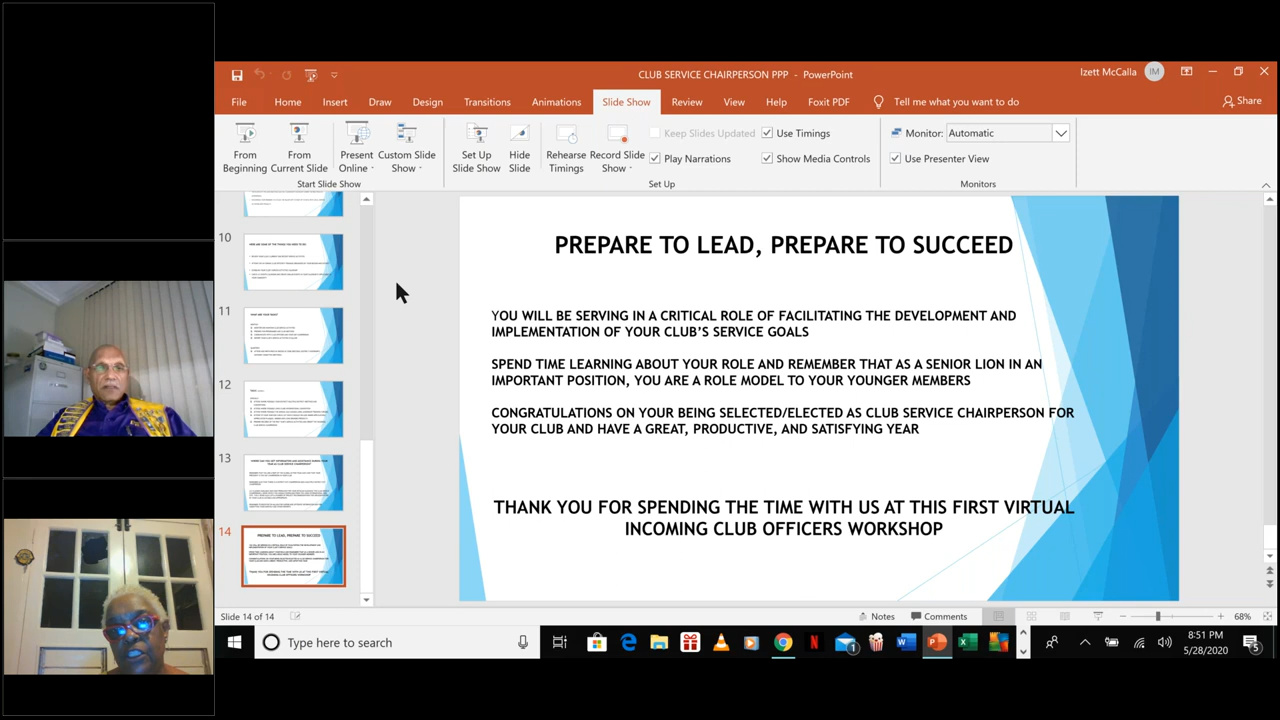 CLUB SERVICE CHAIRPERSON PPP - PowerPoint
Izett McCalla
IM
File Home Insert Draw Design Transitions Animations Slide Show Review View Help Foxit PDF Tell me what you want to do
Share
From Beginning
From Current Slide
Present Online
Custom Slide Show
Set Up Slide Show
Hide Slide
Rehearse Timings
Record Slide Show
Keep Slides Updated
Play Narrations
Use Timings
Show Media Controls
Monitor: Automatic
Use Presenter View
Start Slide Show
Set Up
Monitors
10
11
12
13
14
PREPARE TO LEAD, PREPARE TO SUCCEED
YOU WILL BE SERVING IN A CRITICAL ROLE OF FACILITATING THE DEVELOPMENT AND
IMPLEMENTATION OF YOUR CLUB SERVICE GOALS
SPEND TIME LEARNING ABOUT YOUR ROLE AND REMEMBER THAT AS A SENIOR LION IN AN
IMPORTANT POSITION, YOU ARE A ROLE MODEL TO YOUR YOUNGER MEMBERS
CONGRATULATIONS ON YOUR BEING SELECTED/ELECTED AS CLUB SERVICE CHAIRPERSON FOR
YOUR CLUB AND HAVE A GREAT, PRODUCTIVE, AND SATISFYING YEAR
THANK YOU FOR SPENDING THE TIME WITH US AT THIS FIRST VIRTUAL
INCOMING CLUB OFFICERS WORKSHOP
Slide 14 of 14
Notes
Comments
68%
Type here to search
1
8:51 PM
5/28/2020
5